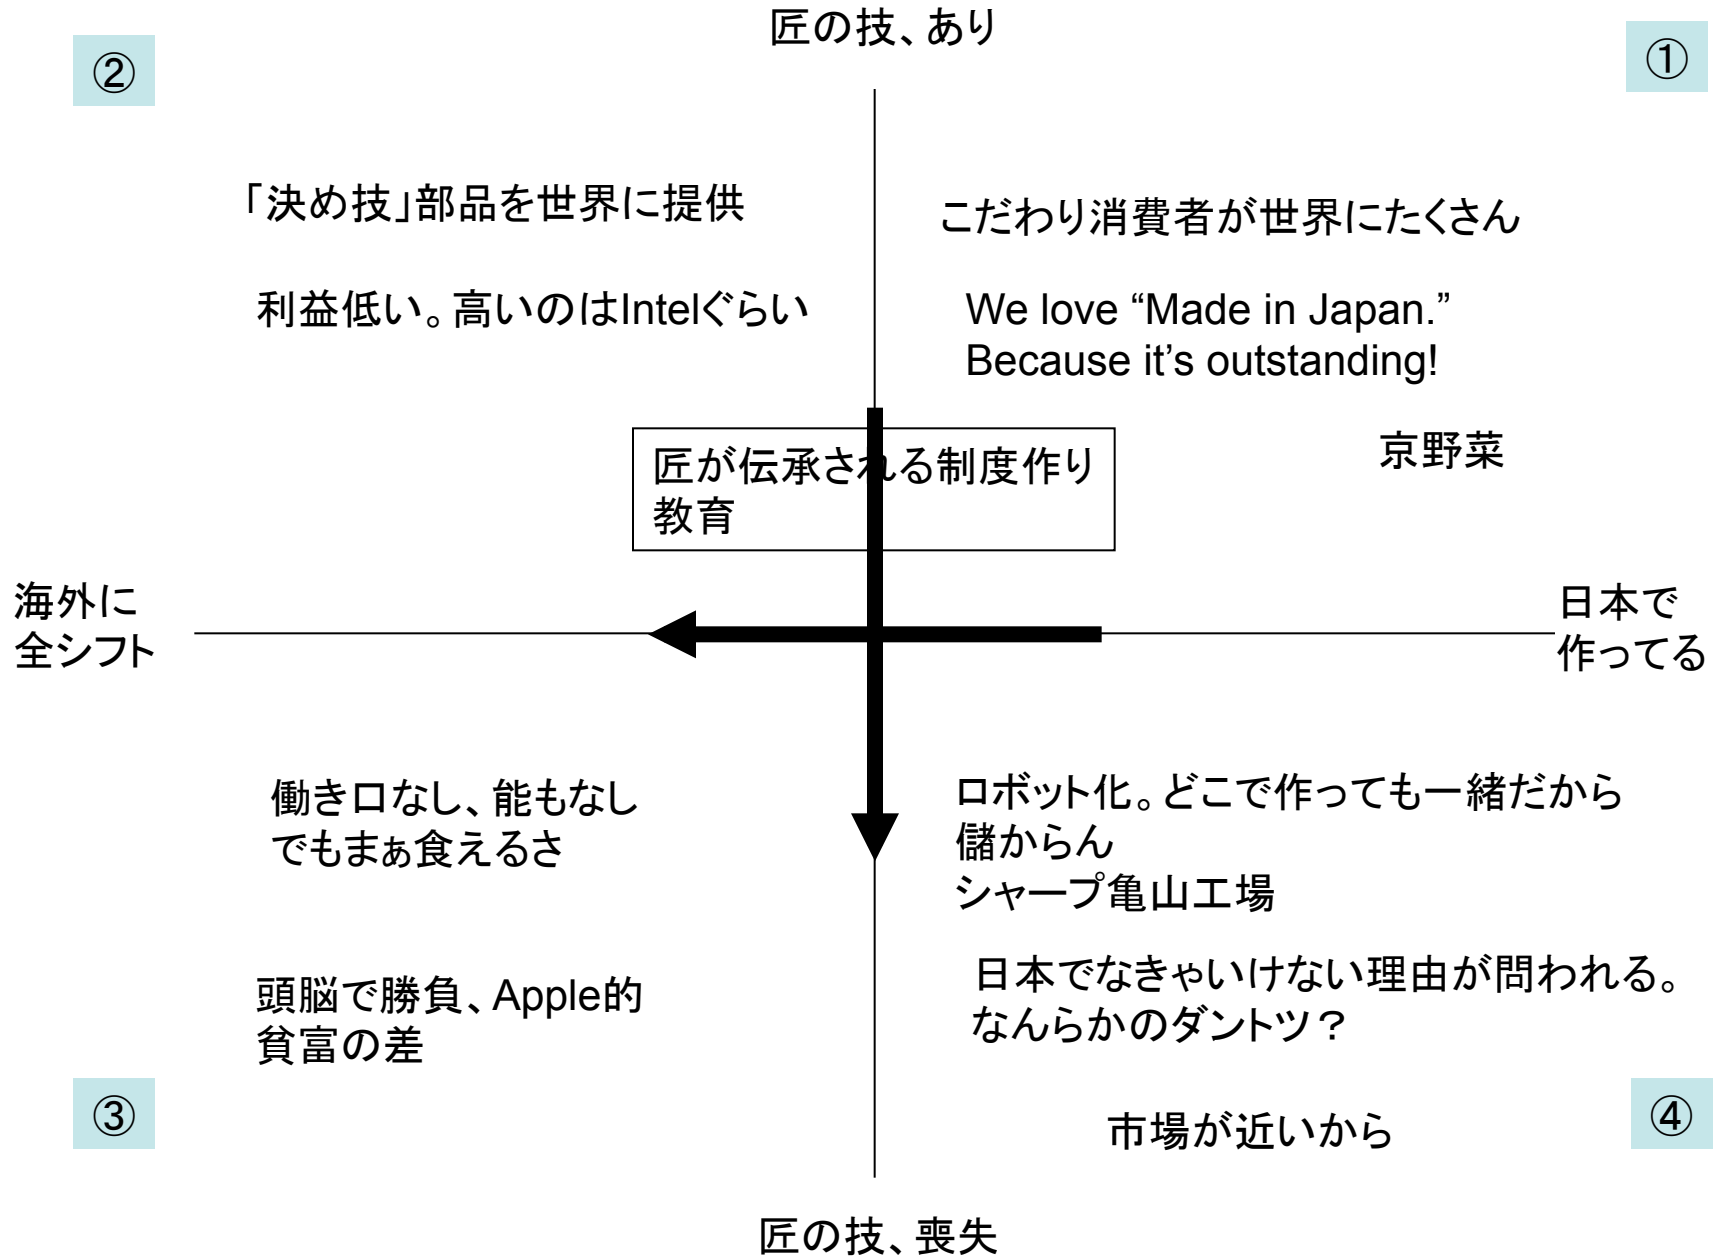 匠の技、あり
②
①
「決め技」部品を世界に提供
利益低い。高いのはIntelぐらい
こだわり消費者が世界にたくさん
We love “Made in Japan.”
Because it’s outstanding!
京野菜
匠が伝承される制度作り
教育
海外に
全シフト
日本で
作ってる
働き口なし、能もなし
でもまぁ食えるさ
頭脳で勝負、Apple的
貧富の差
ロボット化。どこで作っても一緒だから
儲からん
シャープ亀山工場
日本でなきゃいけない理由が問われる。
なんらかのダントツ？
市場が近いから
③
④
匠の技、喪失